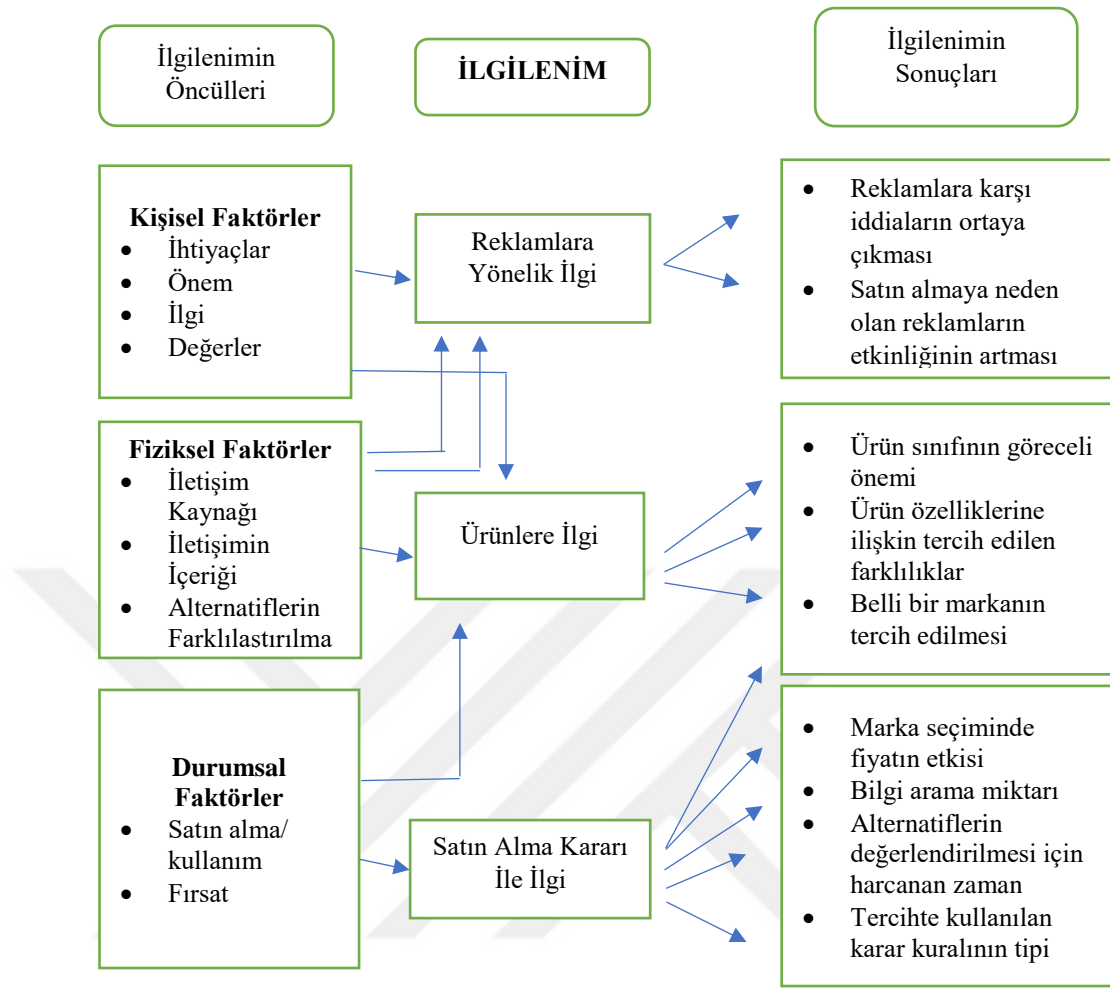 İlgilenimin
Öncülleri
İLGİLENİM
İlgilenimin
Sonuçları
Kişisel Faktörler
• İhtiyaçlar
• Önem
• İlgi
• Değerler
Reklamlara
Yönelik İlgi
• Reklamlara karşı
iddiaların ortaya
çıkması
• Satın almaya neden
olan reklamların
etkinliğinin artması
Fiziksel Faktörler
• İletişim
Kaynağı
• İletişimin
İçeriği
• Alternatiflerin
Farklılastırılma
Ürünlere İlgi
• Ürün sınıfının göreceli
önemi
• Ürün özelliklerine
ilişkin tercih edilen
farklılıklar
• Belli bir markanın
tercih edilmesi
Durumsal
Faktörler
• Satın alma/
kullanım
• Fırsat
Satın Alma Kararı
İle İlgi
• Marka seçiminde
fiyatın etkisi
• Bilgi arama miktarı
• Alternatiflerin
değerlendirilmesi için
harcanan zaman
• Tercihte kullanılan
karar kuralının tipi